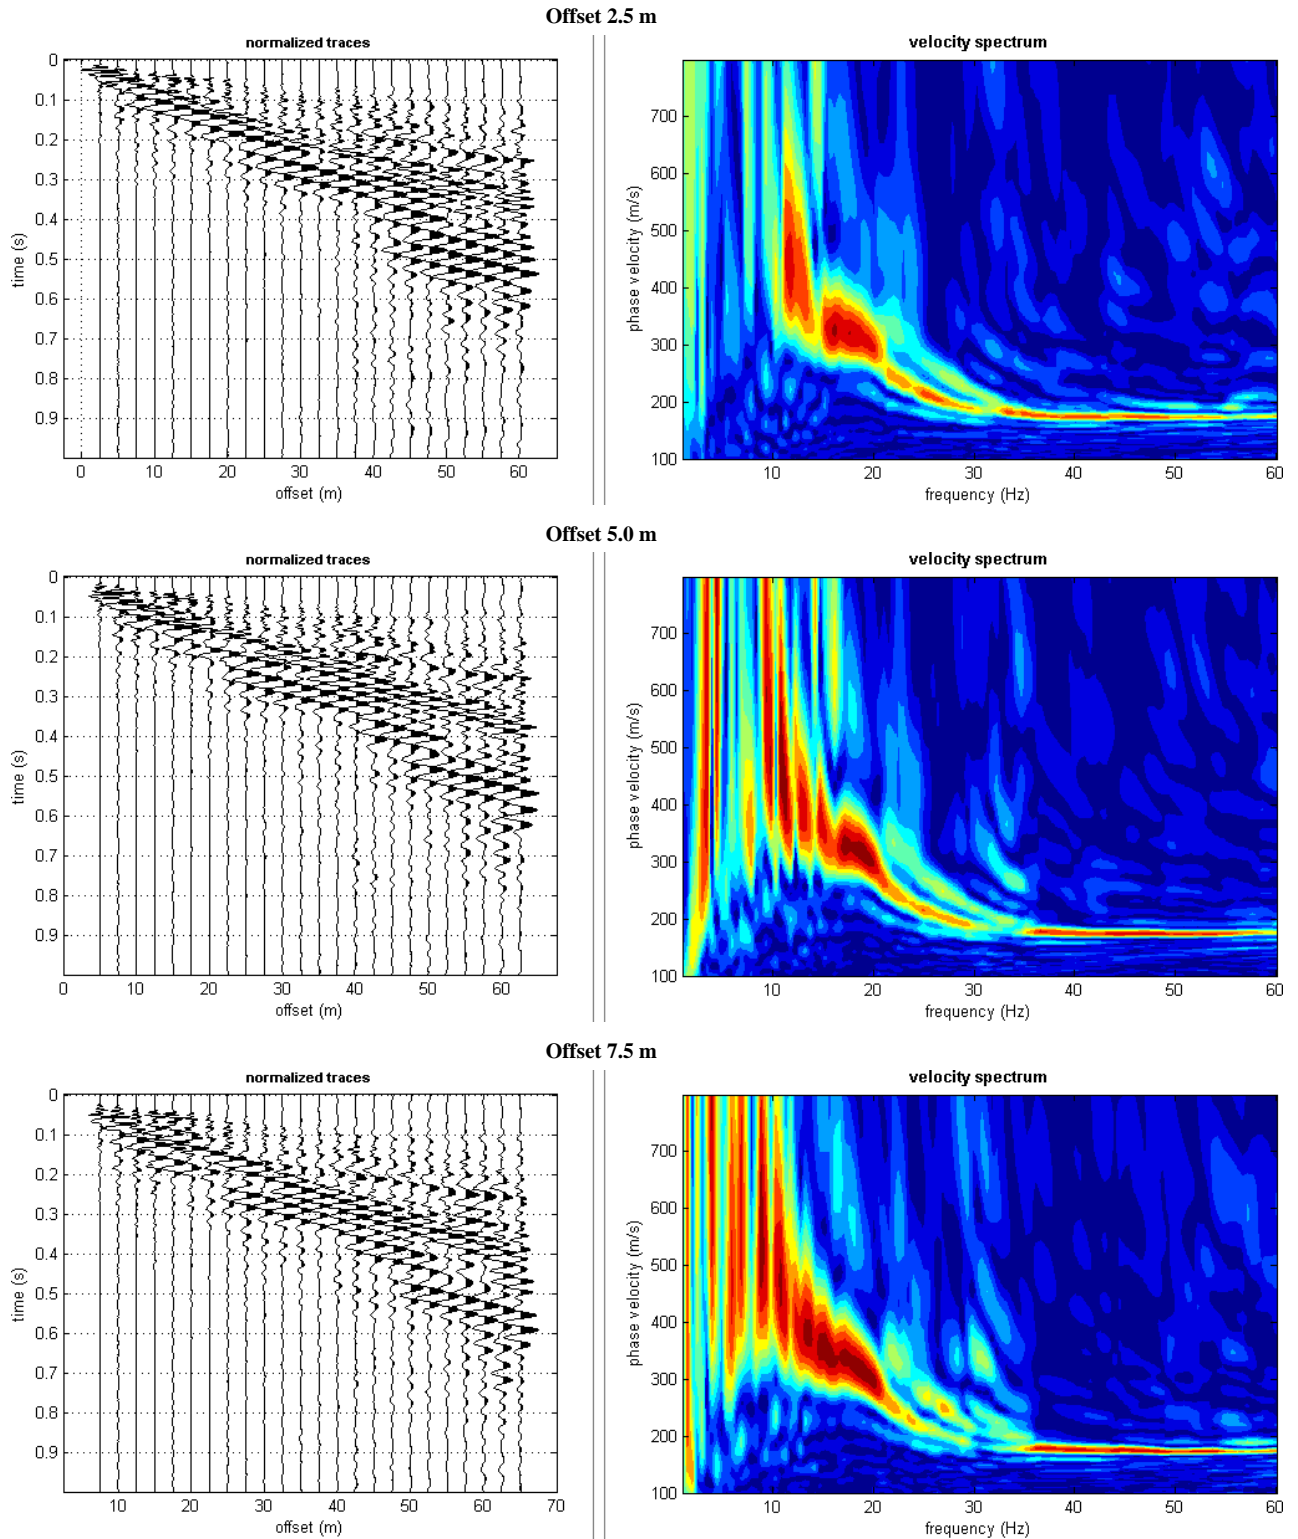 Offset 2.5 m
normalized traces
velocity spectrum
0
0.1
0.2
0.3
0.4
0.5
0.6
0.7
0.8
0.9
time (s)
0 10 20 30 40 50 60
offset (m)
700
600
500
400
300
200
100
phase velocity (m/s)
10 20 30 40 50 60
frequency (Hz)
Offset 5.0 m
normalized traces
velocity spectrum
0
0.1
0.2
0.3
0.4
0.5
0.6
0.7
0.8
0.9
time (s)
0 10 20 30 40 50 60
offset (m)
700
600
500
400
300
200
100
phase velocity (m/s)
10 20 30 40 50 60
frequency (Hz)
Offset 7.5 m
normalized traces
velocity spectrum
0
0.1
0.2
0.3
0.4
0.5
0.6
0.7
0.8
0.9
time (s)
10 20 30 40 50 60 70
offset (m)
700
600
500
400
300
200
100
phase velocity (m/s)
10 20 30 40 50 60
frequency (Hz)